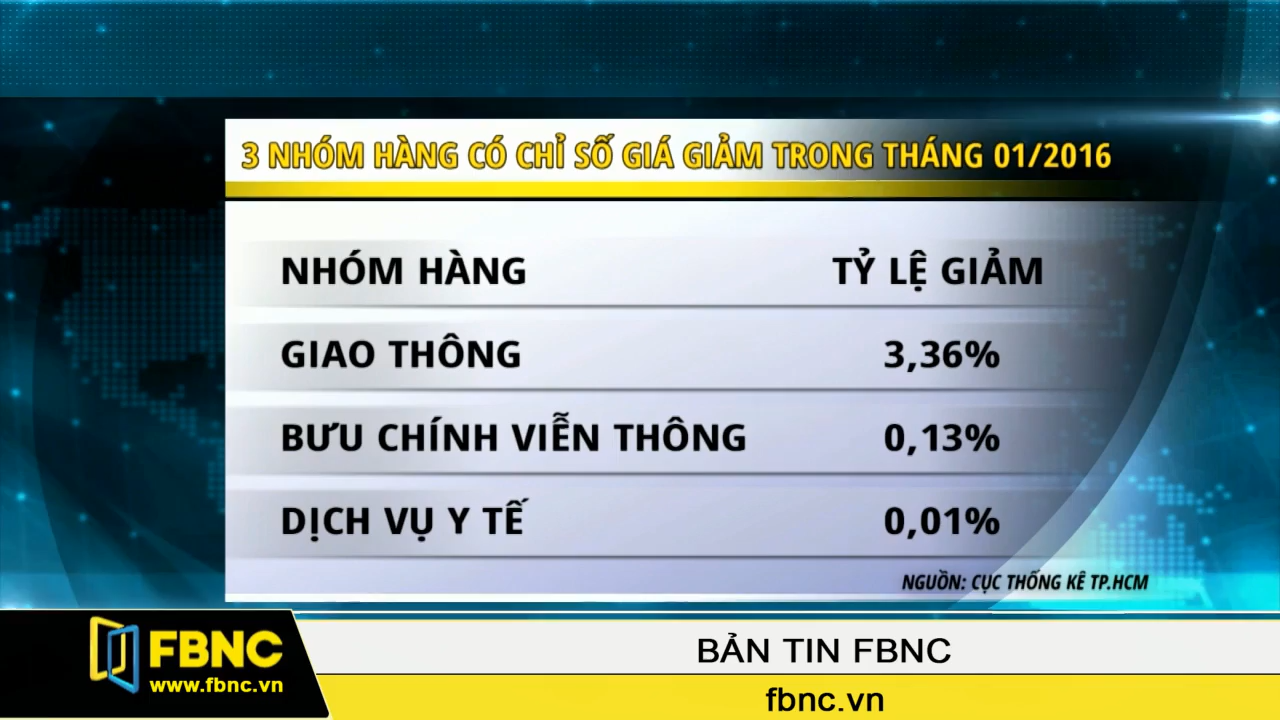 3 NHÓM HÀNG CÓ CHỈ SỐ GIÁ GIẢM TRONG THÁNG 01/2016
NHÓM HÀNG TỶ LỆ GIẢM
GIAO THÔNG 3,36%
BƯU CHÍNH VIỄN THÔNG 0,13%
DỊCH VỤ Y TẾ 0,01%
NGUỒN: CỤC THỐNG KÊ TP.HCM
FBNC
www.fbnc.vn
BẢN TIN FBNC
fbnc.vn